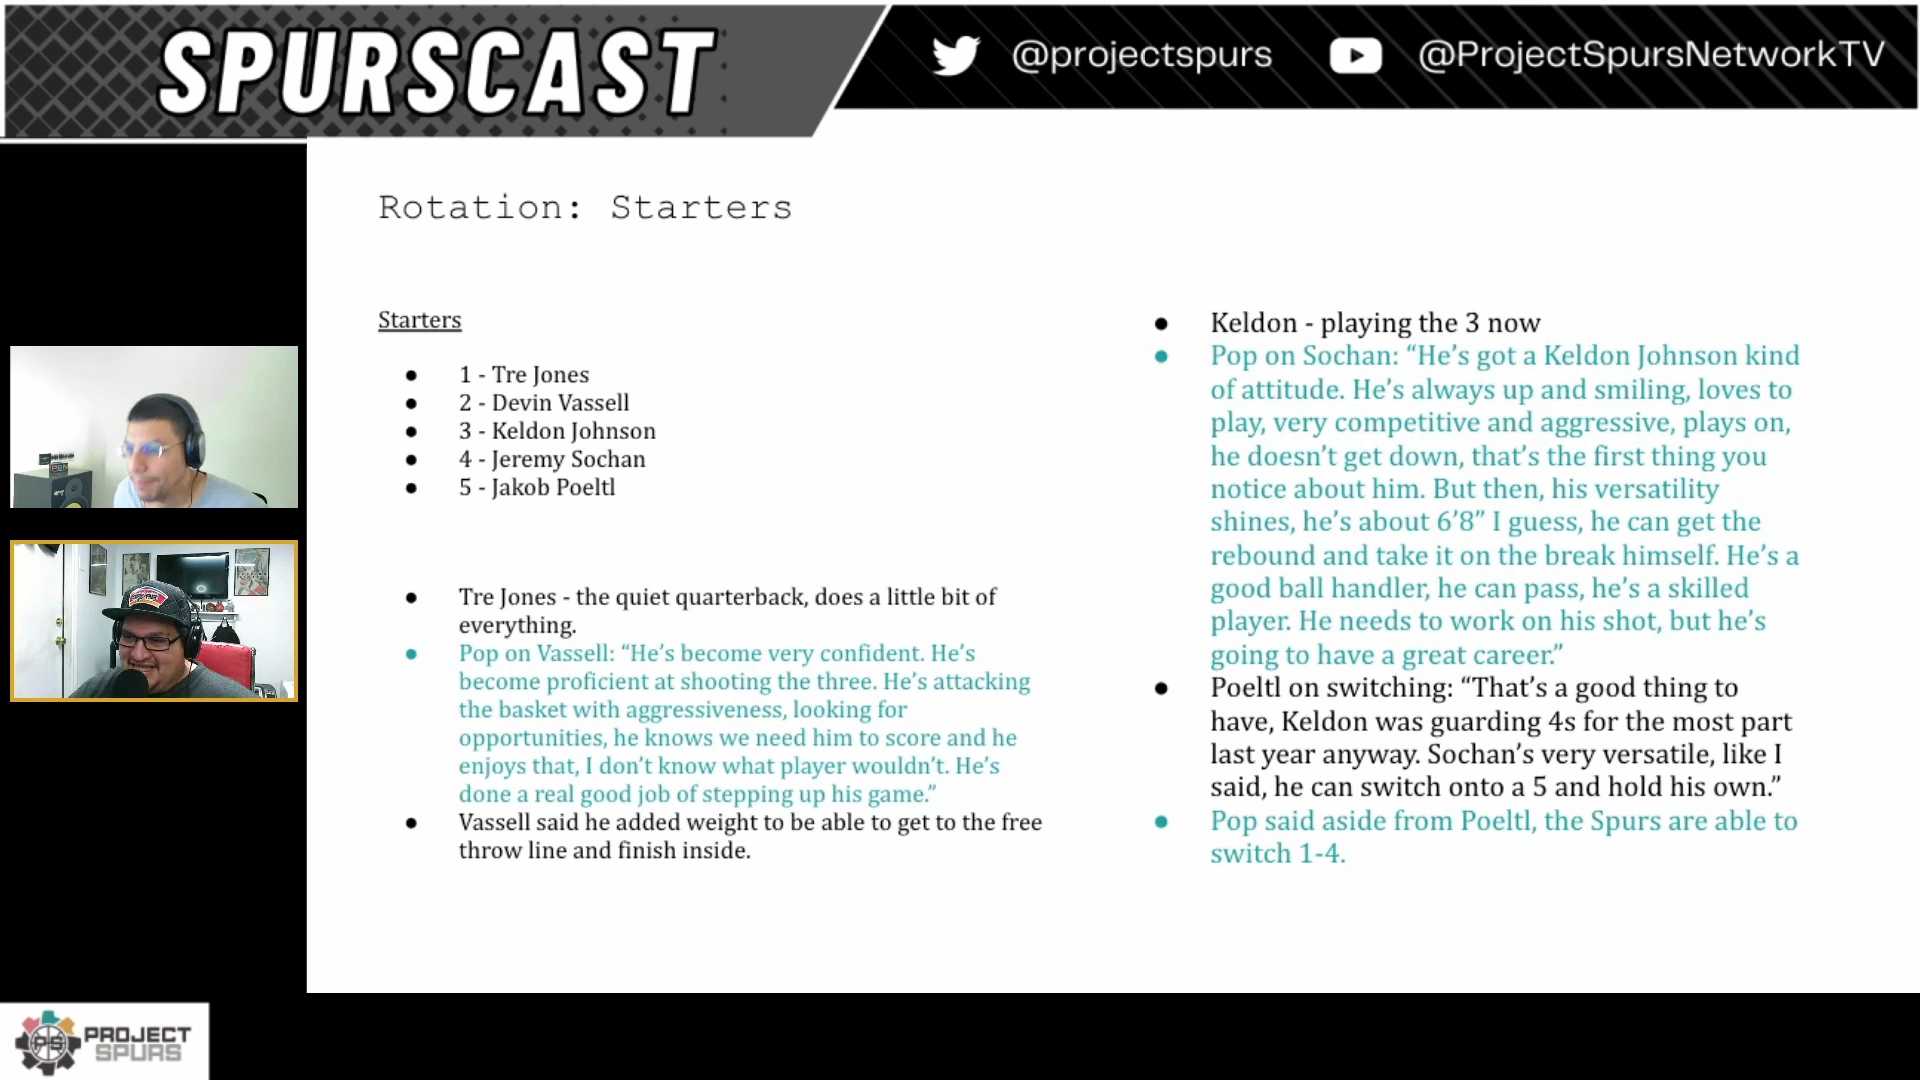 SPURSCAST
@projectspurs
@ProjectSpursNetworkTV
Rotation: Starters
Starters
● 1 - Tre Jones
● 2 - Devin Vassell
● 3 - Keldon Johnson
● 4 - Jeremy Sochan
● 5 - Jakob Poeltl
● Tre Jones - the quiet quarterback, does a little bit of
everything.
● Pop on Vassell: “He’s become very confident. He’s
become proficient at shooting the three. He’s attacking
the basket with aggressiveness, looking for
opportunities, he knows we need him to score and he
enjoys that, I don’t know what player wouldn’t. He’s
done a real good job of stepping up his game.”
● Vassell said he added weight to be able to get to the free
throw line and finish inside.
● Keldon - playing the 3 now
● Pop on Sochan: “He’s got a Keldon Johnson kind
of attitude. He’s always up and smiling, loves to
play, very competitive and aggressive, plays on,
he doesn’t get down, that’s the first thing you
notice about him. But then, his versatility
shines, he’s about 6’8” I guess, he can get the
rebound and take it on the break himself. He’s a
good ball handler, he can pass, he’s a skilled
player. He needs to work on his shot, but he’s
going to have a great career.”
● Poeltl on switching: “That’s a good thing to
have, Keldon was guarding 4s for the most part
last year anyway. Sochan’s very versatile, like I
said, he can switch onto a 5 and hold his own.”
● Pop said aside from Poeltl, the Spurs are able to
switch 1-4.
PS
PROJECT
SPURS